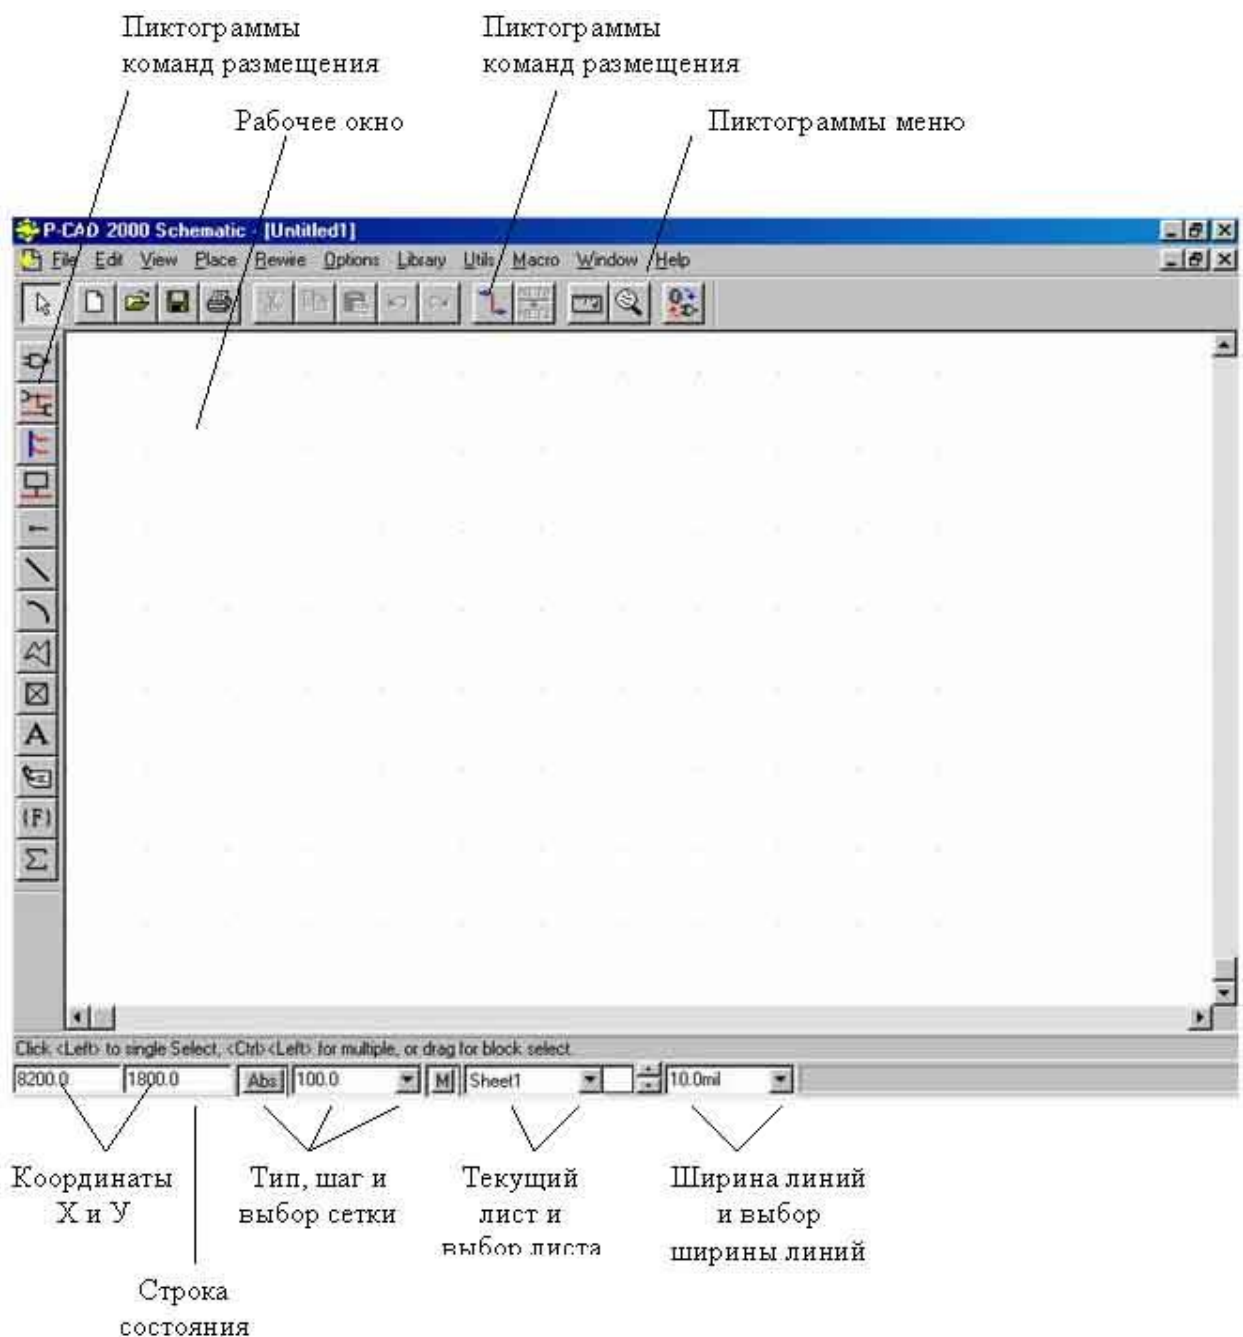 Пиктограммы
команд размещения
Пиктограммы
команд размещения
Рабочее окно
Пиктограммы меню
P-CAD 2000 Schematic - [Untitled1]
File Edit View Place Rewire Options Library Utils Macro Window Help
A
{F}
Σ
Click <Left> to single Select, <Ctrl><Left> for multiple, or drag for block select.
8200.0 1800.0 Abs 100.0 M Sheet1 10.0mil
Координаты
Х и У
Тип, шаг и
выбор сетки
Текущий
лист и
выбор листа
Ширина линий
и выбор
ширины линий
Строка
состояния